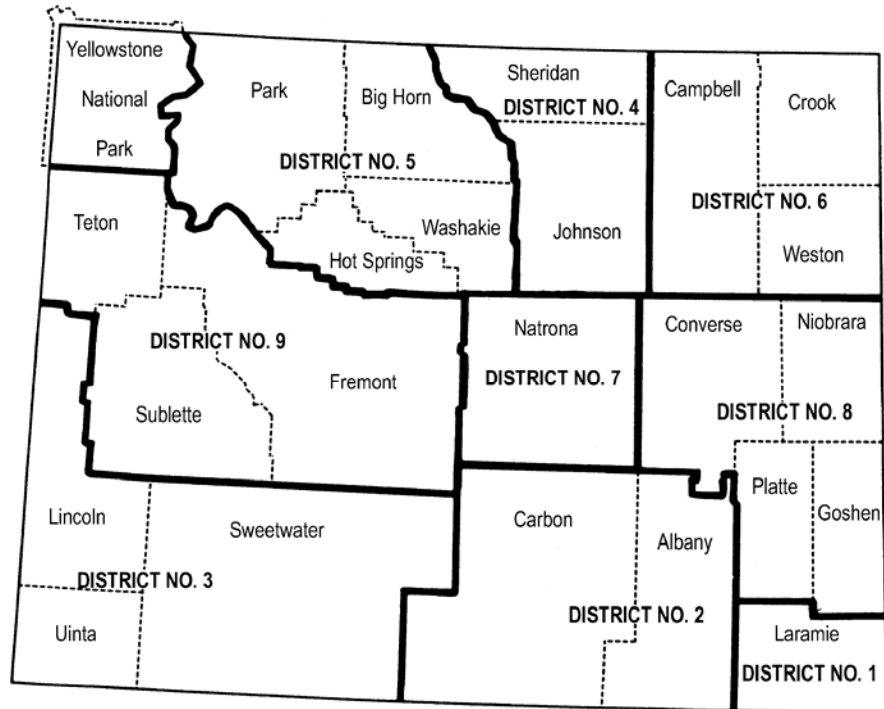 Yellowstone
National
Park
Park
Big Horn
Sheridan
DISTRICT NO. 4
Campbell
Crook
DISTRICT NO. 5
Teton
Washakie
Hot Springs
Johnson
DISTRICT NO. 6
Weston
DISTRICT NO. 9
Fremont
Sublette
Natrona
DISTRICT NO. 7
Converse
Niobrara
DISTRICT NO. 8
Platte
Goshen
Lincoln
Sweetwater
DISTRICT NO. 3
Uinta
Carbon
Albany
DISTRICT NO. 2
Laramie
DISTRICT NO. 1